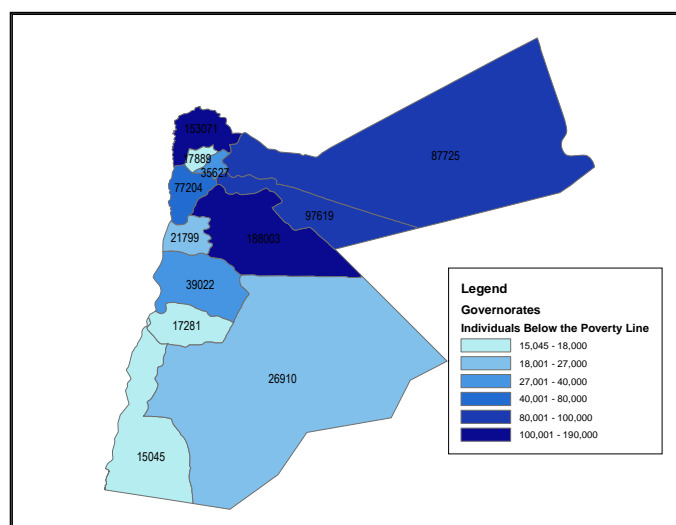 153071
87725
17889
35627
77204
97619
21799
188003
39022
17281
26910
15045
Legend
Governorates
Individuals Below the Poverty Line
15,045 - 18,000
18,001 - 27,000
27,001 - 40,000
40,001 - 80,000
80,001 - 100,000
100,001 - 190,000